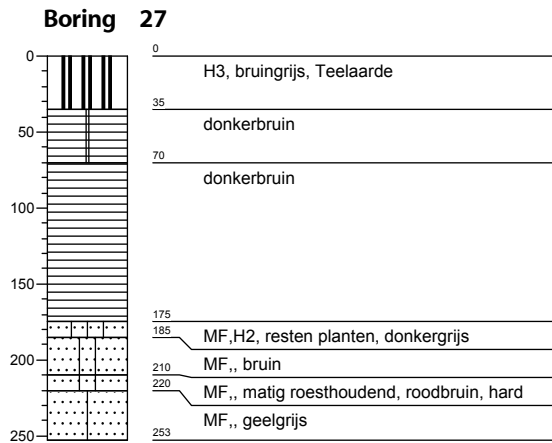 Boring 27
0
0
H3, bruingrijs, Teelaarde
35
donkerbruin
50
70
donkerbruin
100
150
175
185
MF,H2, resten planten, donkergrijs
200
MF,, bruin
210
220
MF,, matig roesthoudend, roodbruin, hard
MF,, geelgrijs
250
253